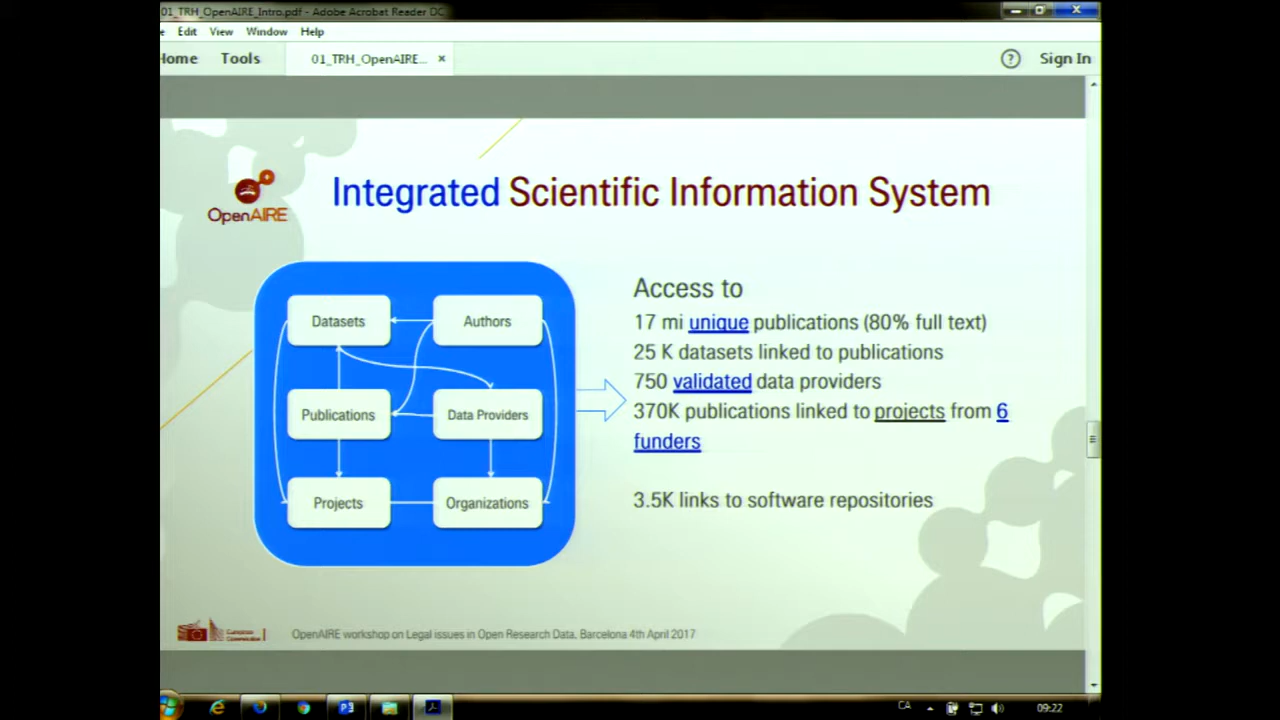 01_TRH_OpenAIRE_Intro.pdf - Adobe Acrobat Reader DC
Edit View Window Help
Home Tools 01_TRH_OpenAIRE... × ? Sign In
Integrated Scientific Information System
OpenAIRE
Access to
17 mi unique publications (80% full text)
25 K datasets linked to publications
750 validated data providers
370K publications linked to projects from 6
funders
3.5K links to software repositories
Datasets Authors
Publications Data Providers
Projects Organizations
European
Commission
OpenAIRE workshop on Legal issues in Open Research Data, Barcelona 4th April 2017
CA 09:22